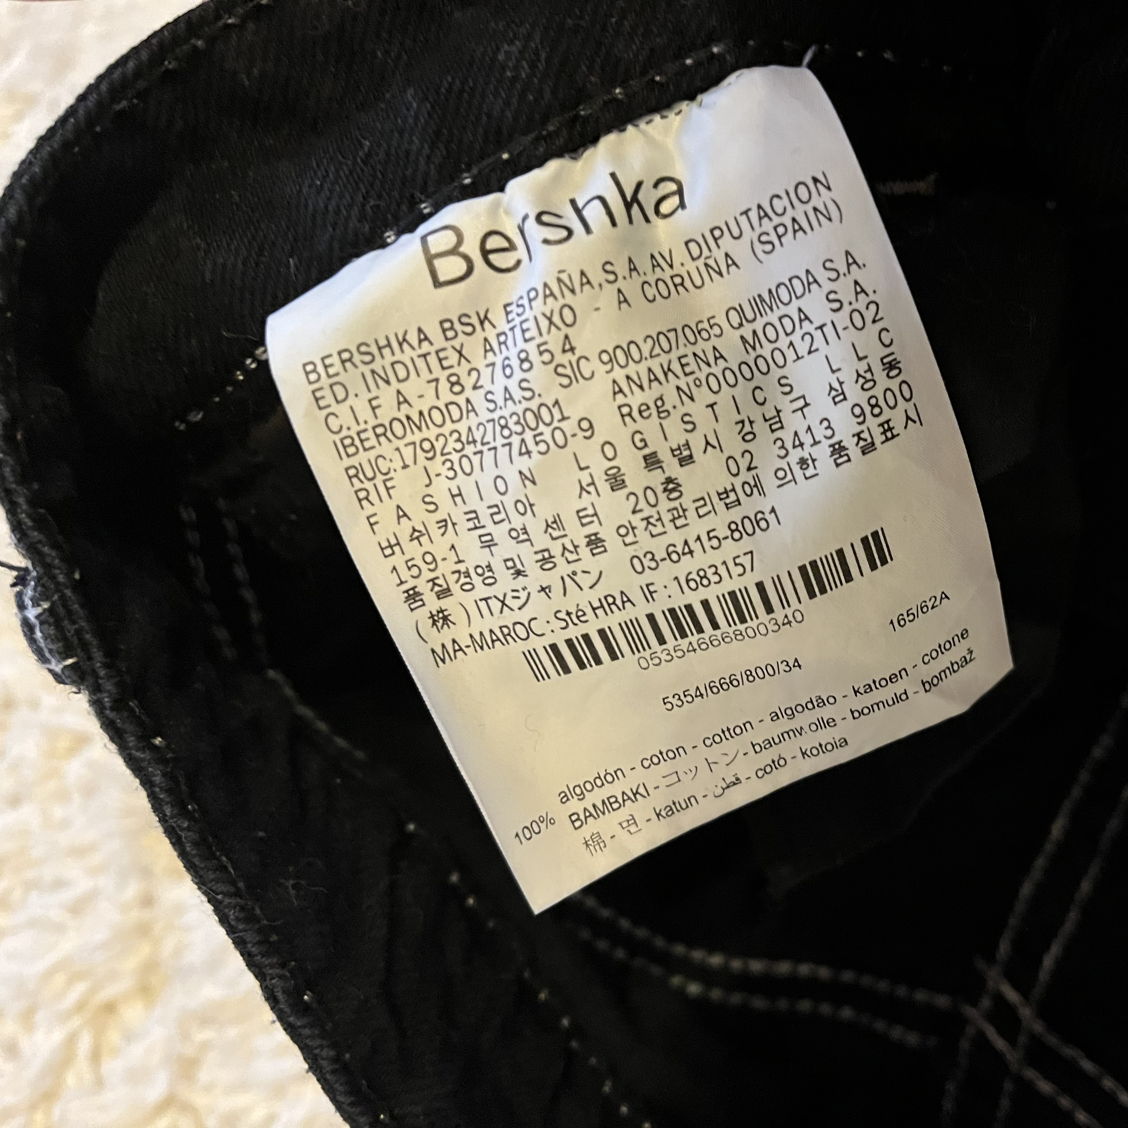 Bershka
BERSHKA BSK ESPAÑA,S.A.AV. DIPUTACION
ED. INDITEX ARTEIXO - A CORUÑA (SPAIN)
C.I.F A-78276854
IBEROMODA S.A.S. SIC 900.207.065 QUIMODA S.A.
RUC:1792342783001 ANAKENA MODA S.A.
RIF J-30777450-9 Reg.Nº0000012TI-02
FASHION LOGISTICS LLC
버쉬카코리아 서울특별시 강남구 삼성동
159-1 무역센터 20층 02 3413 9800
품질경영 및 공산품 안전관리법에 의한 품질표시
(株)ITXジャパン 03-6415-8061
MA-MAROC : Sté HRA IF : 1683157
05354666800340
5354/666/800/34 165/62A
100% algodón - coton - cotton - algodão - katoen - cotone
BAMBAKI - コットン - baumwolle - bomuld - bombaž
棉 - 면 - katun - قطن - cotó - kotoia